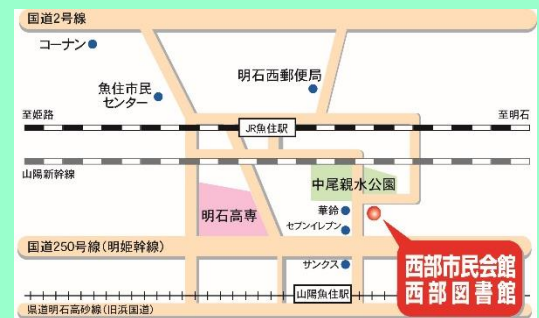 国道2号線
コーナン
明石西郵便局
魚住市民
センター
至姫路
至明石
JR魚住駅
山陽新幹線
中尾親水公園
明石高専
華鈴
セブンイレブン
国道250号線(明姫幹線)
サンクス
西部市民会館
西部図書館
山陽魚住駅
県道明石高砂線(旧浜国道)